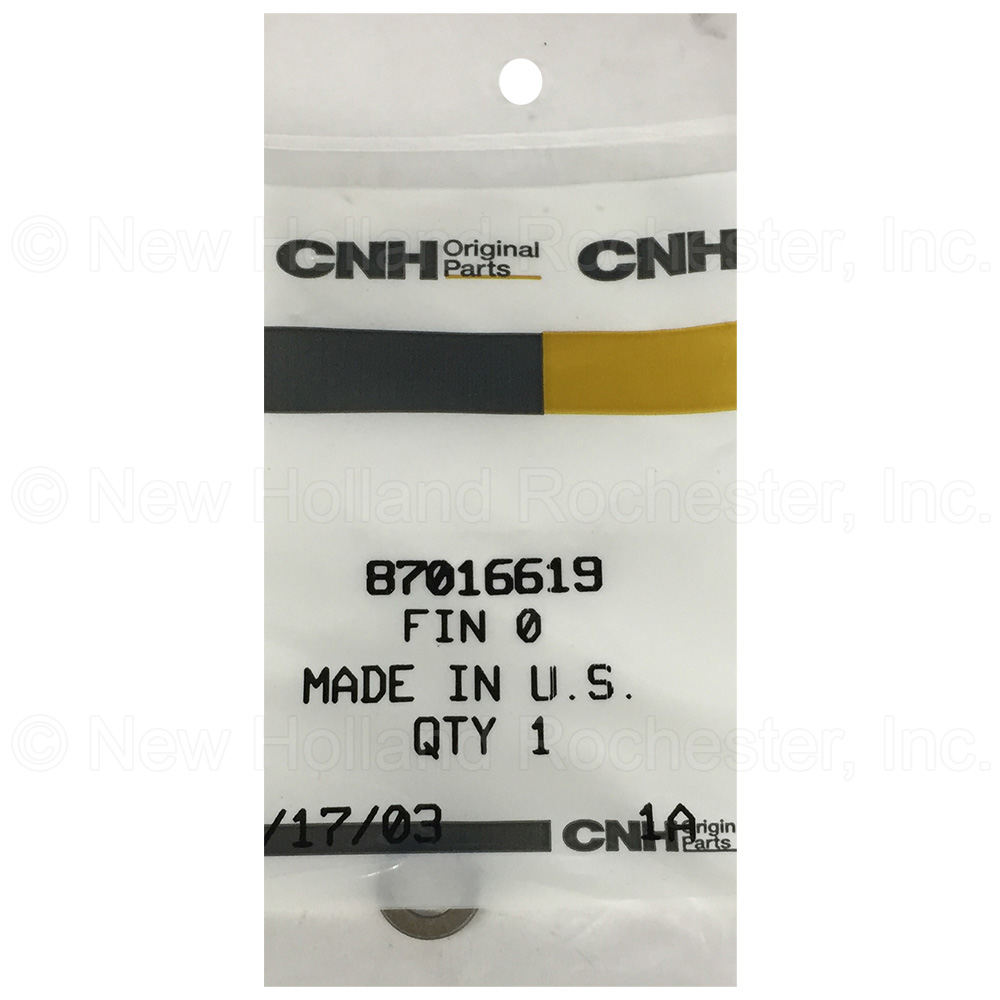 CNH Original Parts CNH
© New Holland Rochester, Inc.
© New Holland Rochester, Inc.
87016619
FIN 0
MADE IN U.S.
QTY 1
© New Holland Rochester, Inc.
/17/03 1A
CNH Origin
Parts